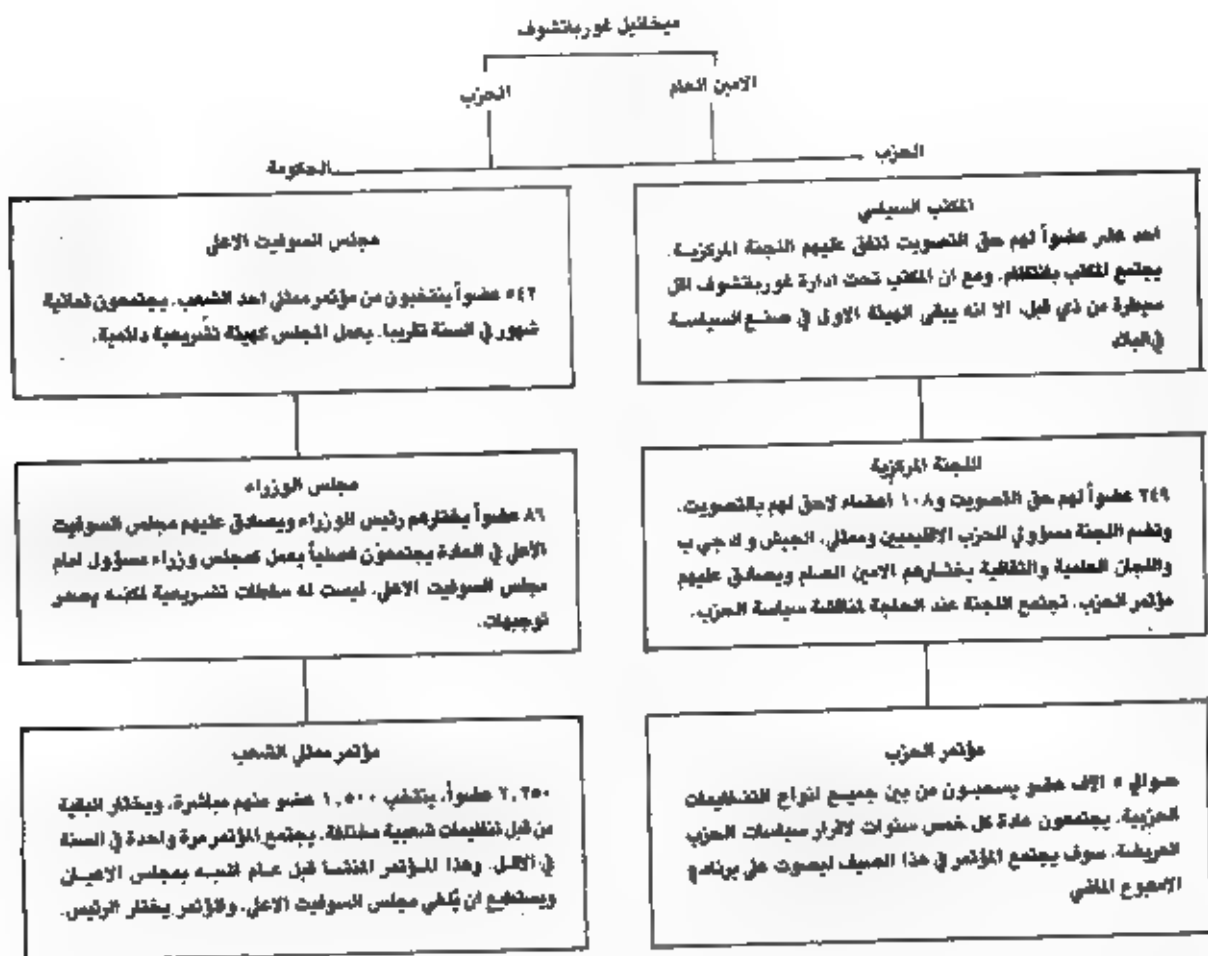 ميخائيل غورباتشوف
الامين العام
الحزب
الحزب
الحكومة
المكتب السياسي
احد عشر عضواً لهم حق التصويت تتفق عليهم اللجنة المركزية.
يجتمع المكتب بانتظام. ومع ان المكتب تحت ادارة غورباتشوف اقل
سيطرة من ذي قبل، الا انه يبقى الهيئة الاولى في صنع السياسة
في البلاد
اللجنة المركزية
٢٤٩ عضواً لهم حق التصويت و١٠٨ اعضاء لاحق لهم بالتصويت.
وتضم اللجنة مسؤولي الحزب الاقليميين وممثلي الجيش و ك جي ب
واللجان العلمية والثقافية يختارهم الامين العام ويصادق عليهم
مؤتمر الحزب. تجتمع اللجنة عند الحاجة لمناقشة سياسة الحزب.
مؤتمر الحزب
حوالي ٥ الاف عضو يسحبون من بين جميع انواع التنظيمات
الحزبية. يجتمعون عادة كل خمس سنوات لاقرار سياسات الحزب
العريضة. سوف يجتمع المؤتمر في هذا الصيف ليصوت على برنامج
الاسبوع الماضي
مجلس السوفيت الاعلى
٥٤٢ عضواً ينتخبون من مؤتمر ممثلي احد الشعب. يجتمعون ثمانية
شهور في السنة تقريبا. يعمل المجلس كهيئة تشريعية دائمية.
مجلس الوزراء
٨٦ عضواً يختارهم رئيس الوزراء ويصادق عليهم مجلس السوفيت
الأعلى في العادة يجتمعون فصلياً يعمل كمجلس وزراء مسؤول امام
مجلس السوفيت الاعلى. ليست له سلطات تشريعية لكنه يصدر
توجيهات.
مؤتمر ممثلي الشعب
٢,٢٥٠ عضواً. ينتخب ١,٥٠٠ عضو منهم مباشرة. ويختار البقية
من قبل تنظيمات شعبية مختلفة. يجتمع المؤتمر مرة واحدة في السنة
في الاقل. وهذا المؤتمر المنشأ قبل عام اشبه بمجلس الاعيان
ويستطيع ان يلغي مجلس السوفيت الاعلى. والمؤتمر يختار الرئيس.